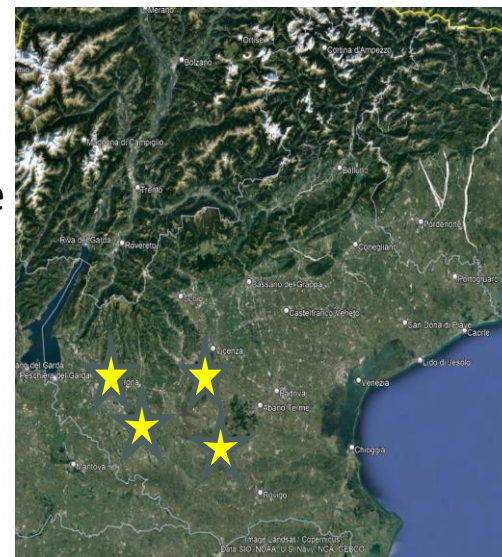 Merano
Ortisei
Cortina d'Ampezzo
Bolzano
Madonna di Campiglio
Belluno
Trento
e
Pordenone
Riva del Garda
Rovereto
Conegliano
Portogruaro
Bassano del Grappa
Schio
Castelfranco Veneto
San Donà di Piave
Caorle
Vicenza
Lido di Jesolo
Peschiera del Garda
Venezia
Padova
Abano Terme
Chioggia
Mantova
Rovigo
Image Landsat / Copernicus
Data SIO, NOAA, U.S. Navy, NGA, GEBCO